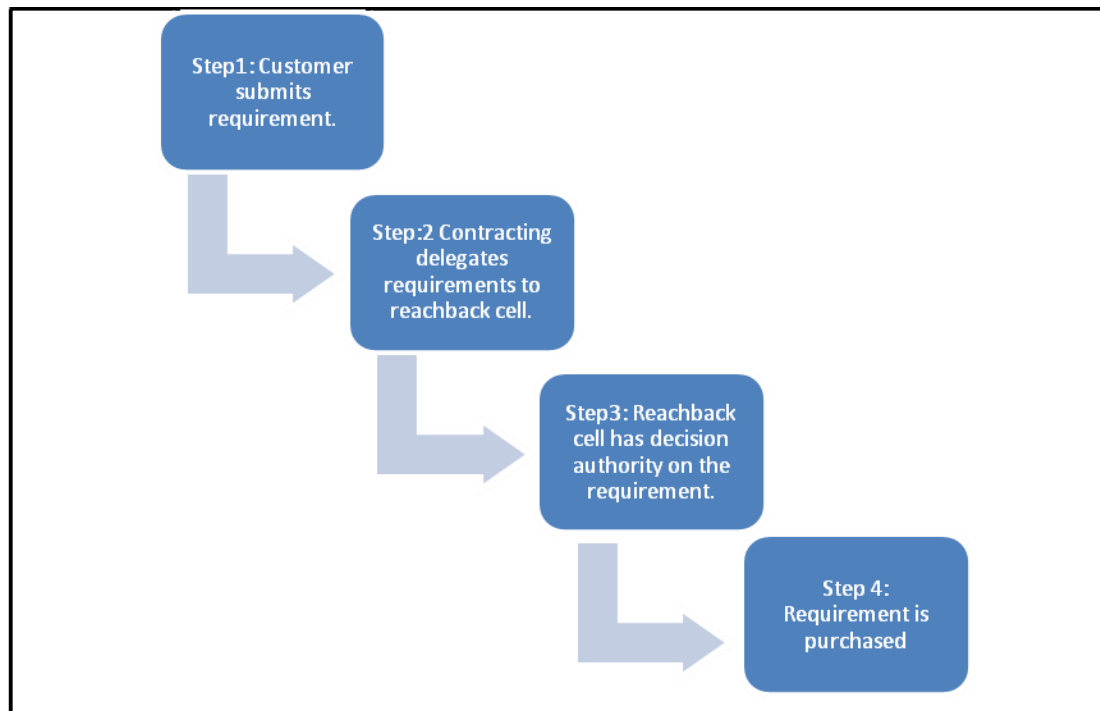 Step1: Customer
submits
requirement.
Step:2 Contracting
delegates
requirements to
reachback cell.
Step3: Reachback
cell has decision
authority on the
requirement.
Step 4:
Requirement is
purchased